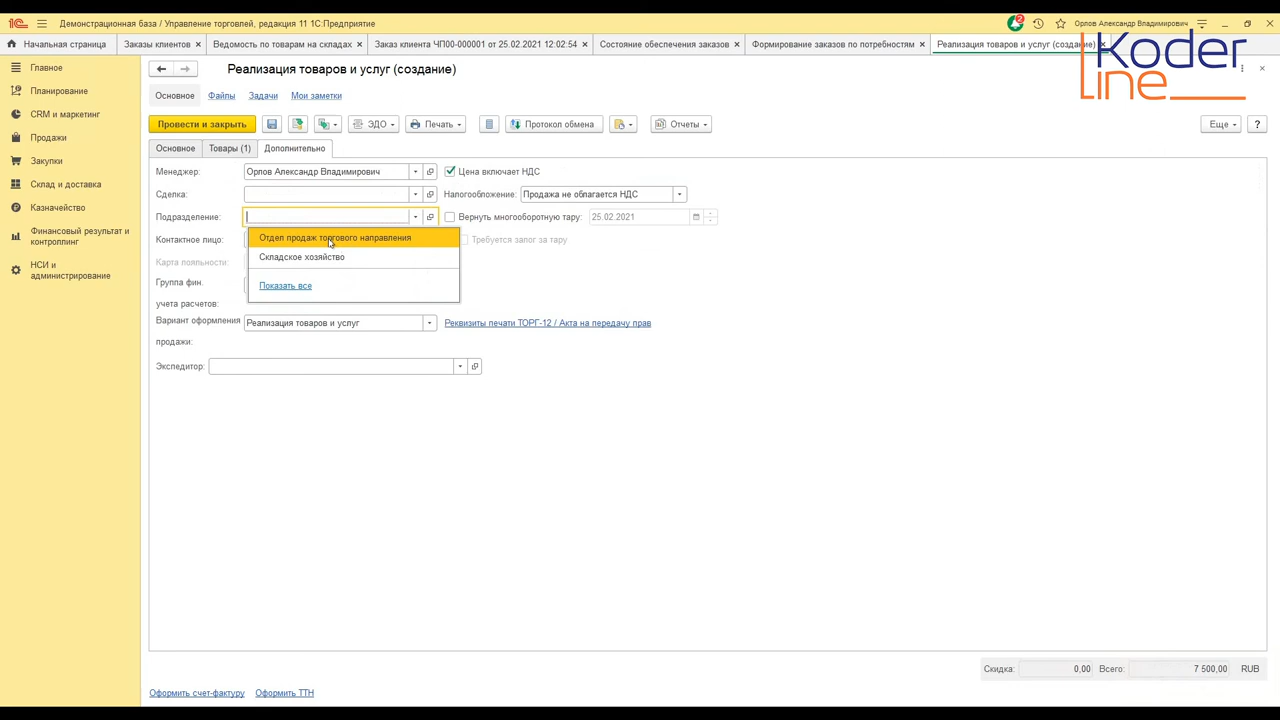 1С Демонстрационная база / Управление торговлей, редакция 11 1С:Предприятие
2
Орлов Александр Владимирович
Начальная страница
Заказы клиентов
Ведомость по товарам на складах
Заказ клиента ЧП00-000001 от 25.02.2021 12:02:54
Состояние обеспечения заказов
Формирование заказов по потребностям
Реализация товаров и услуг (создание)
Koder
line
Главное
Планирование
CRM и маркетинг
Продажи
Закупки
Склад и доставка
Казначейство
Финансовый результат и
контроллинг
НСИ и
администрирование
Реализация товаров и услуг (создание)
Основное Файлы Задачи Мои заметки
Провести и закрыть ЭДО Печать Протокол обмена Отчеты Еще ?
Основное Товары (1) Дополнительно
Менеджер: Орлов Александр Владимирович Цена включает НДС
Сделка: Налогообложение: Продажа не облагается НДС
Подразделение: Вернуть многооборотную тару: 25.02.2021
Отдел продаж торгового направления
Складское хозяйство
Показать все
Контактное лицо: Требуется залог за тару
Карта лояльности:
Группа фин.
учета расчетов:
Вариант оформления
продажи:
Реализация товаров и услуг
Реквизиты печати ТОРГ-12 / Акта на передачу прав
Экспедитор:
Скидка: 0,00 Всего: 7 500,00 RUB
Оформить счет-фактуру Оформить ТТН